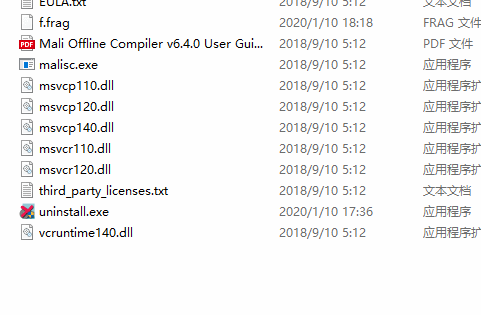 EULA.txt 2018/9/10 5:12 文本文档
f.frag 2020/1/10 18:18 FRAG 文件
Mali Offline Compiler v6.4.0 User Gui... 2018/9/10 5:12 PDF 文件
malisc.exe 2018/9/10 5:12 应用程序
msvcp110.dll 2018/9/10 5:12 应用程序扩
msvcp120.dll 2018/9/10 5:12 应用程序扩
msvcp140.dll 2018/9/10 5:12 应用程序扩
msvcr110.dll 2018/9/10 5:12 应用程序扩
msvcr120.dll 2018/9/10 5:12 应用程序扩
third_party_licenses.txt 2018/9/10 5:12 文本文档
uninstall.exe 2020/1/10 17:36 应用程序
vcruntime140.dll 2018/9/10 5:12 应用程序扩